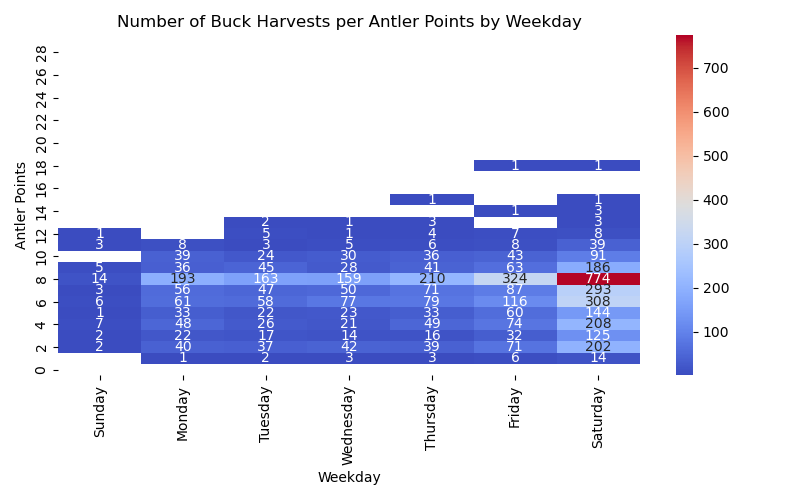 Number of Buck Harvests per Antler Points by Weekday
28
26
24
22
20
18 1 1
16
1 1
14 1 3
2 1 3 3
12 1 5 1 4 7 8
3 8 3 5 6 8 39
10 39 24 30 36 43 91
5 36 45 28 41 63 186
8 14 193 163 159 210 324 774
3 56 47 50 71 87 293
6 6 61 58 77 79 116 308
1 33 22 23 33 60 144
4 7 48 26 21 49 74 208
2 22 17 14 16 32 125
2 2 40 37 42 39 71 202
1 2 3 3 6 14
0
Antler Points
Sunday Monday Tuesday Wednesday Thursday Friday Saturday
Weekday
700
600
500
400
300
200
100